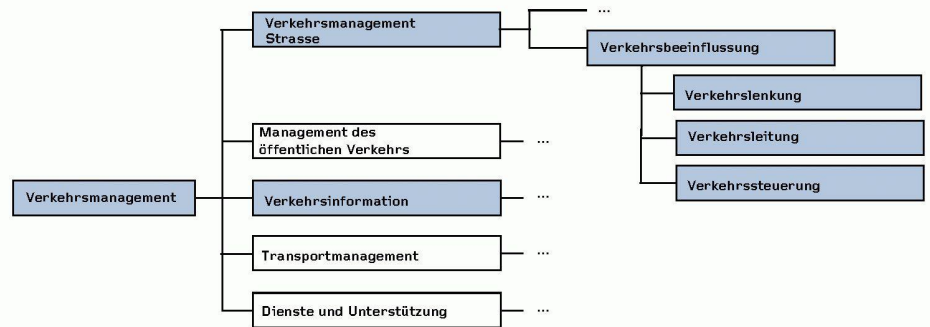 Verkehrsmanagement
Verkehrsmanagement
Strasse
...
Verkehrsbeeinflussung
Verkehrslenkung
Verkehrsleitung
Verkehrssteuerung
Management des
öffentlichen Verkehrs
...
Verkehrsinformation
...
Transportmanagement
...
Dienste und Unterstützung
...